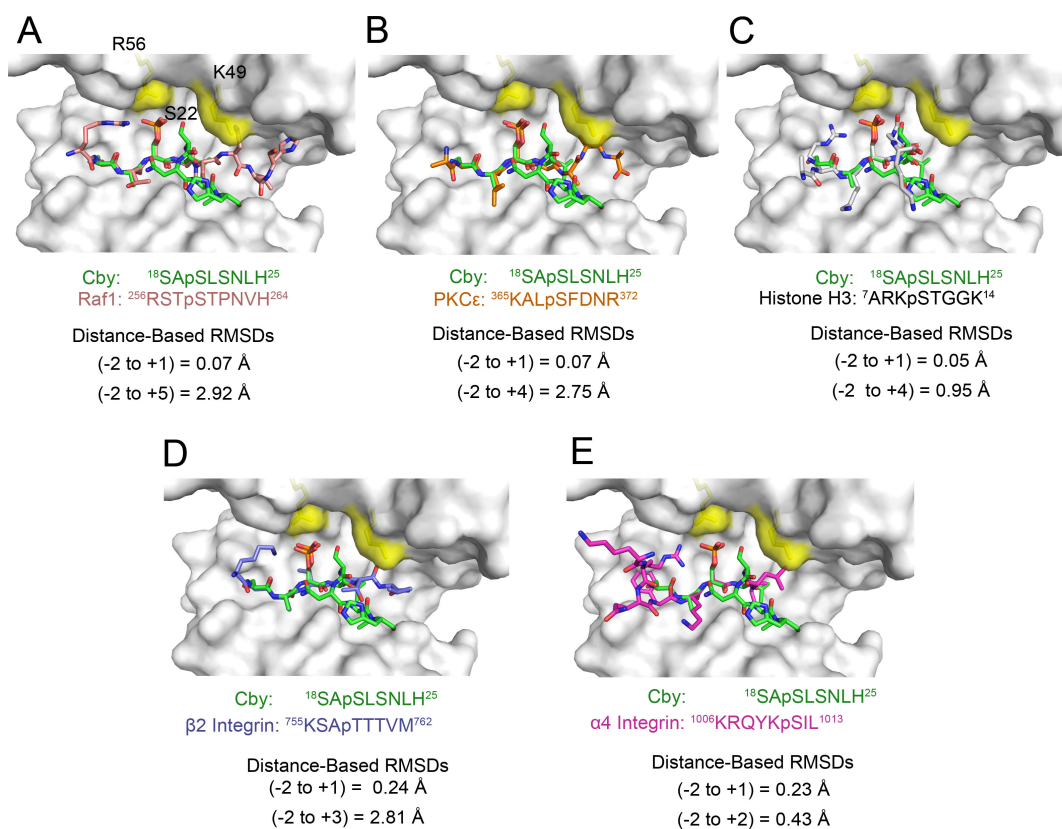 A
R56
K49
S22
Cby: ¹⁸SApSLSNLH²⁵
Raf1: ²⁵⁶RSTpSTPNVH²⁶⁴
Distance-Based RMSDs
(-2 to +1) = 0.07 Å
(-2 to +5) = 2.92 Å
B
Cby: ¹⁸SApSLSNLH²⁵
PKCε: ³⁶⁵KALpSFDNR³⁷²
Distance-Based RMSDs
(-2 to +1) = 0.07 Å
(-2 to +4) = 2.75 Å
C
Cby: ¹⁸SApSLSNLH²⁵
Histone H3: ⁷ARKpSTGGK¹⁴
Distance-Based RMSDs
(-2 to +1) = 0.05 Å
(-2 to +4) = 0.95 Å
D
Cby: ¹⁸SApSLSNLH²⁵
β2 Integrin: ⁷⁵⁵KSApTTTVM⁷⁶²
Distance-Based RMSDs
(-2 to +1) = 0.24 Å
(-2 to +3) = 2.81 Å
E
Cby: ¹⁸SApSLSNLH²⁵
α4 Integrin: ¹⁰⁰⁶KRQYKpSIL¹⁰¹³
Distance-Based RMSDs
(-2 to +1) = 0.23 Å
(-2 to +2) = 0.43 Å